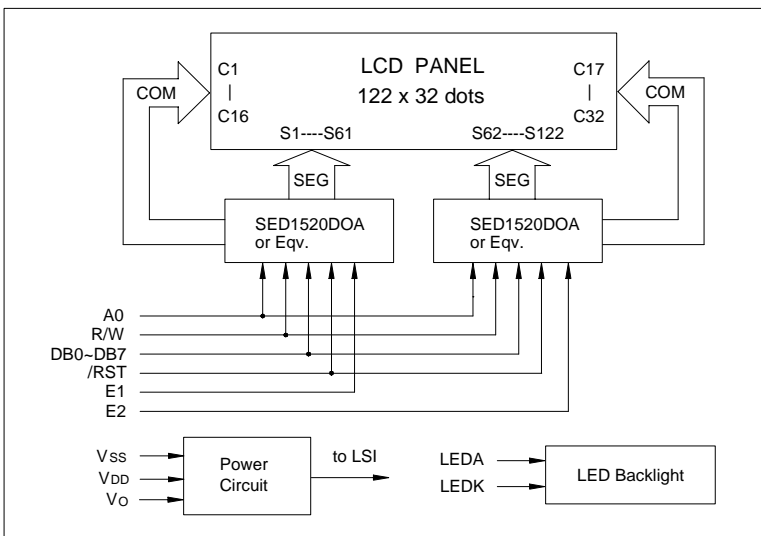 LCD PANEL
122 x 32 dots
C1
|
C16
C17
|
C32
COM
COM
S1----S61
S62----S122
SEG
SEG
SED1520DOA
or Eqv.
SED1520DOA
or Eqv.
A0
R/W
DB0~DB7
/RST
E1
E2
VSS
VDD
VO
Power
Circuit
to LSI
LEDA
LEDK
LED Backlight